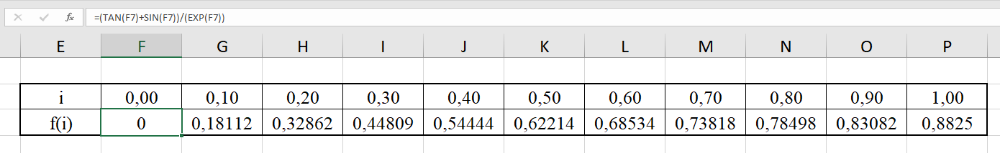 fx =(TAN(F7)+SIN(F7))/(EXP(F7))
E F G H I J K L M N O P
i 0,00 0,10 0,20 0,30 0,40 0,50 0,60 0,70 0,80 0,90 1,00
f(i) 0 0,18112 0,32862 0,44809 0,54444 0,62214 0,68534 0,73818 0,78498 0,83082 0,8825